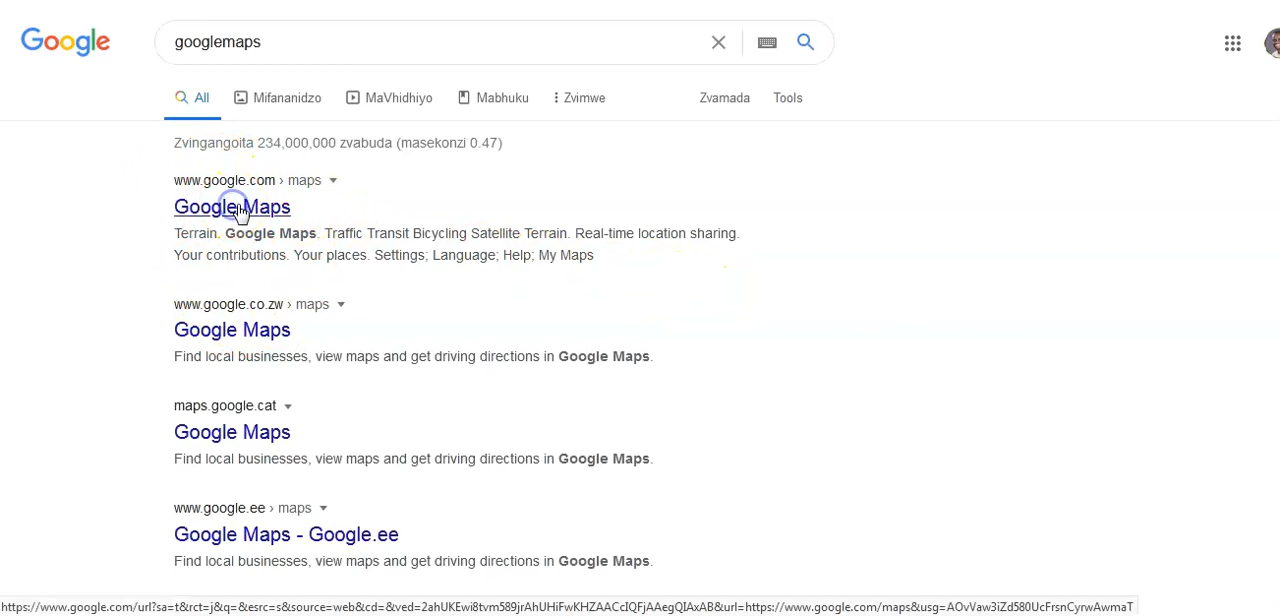 Google
googlemaps
All
Mifananidzo
MaVhidhiyo
Mabhuku
Zvimwe
Zvamada
Tools
Zvingangoita 234,000,000 zvabuda (masekonzi 0.47)
www.google.com › maps
Google Maps
Terrain. Google Maps. Traffic Transit Bicycling Satellite Terrain. Real-time location sharing.
Your contributions. Your places. Settings; Language; Help; My Maps
www.google.co.zw › maps
Google Maps
Find local businesses, view maps and get driving directions in Google Maps.
maps.google.cat
Google Maps
Find local businesses, view maps and get driving directions in Google Maps.
www.google.ee › maps
Google Maps - Google.ee
Find local businesses, view maps and get driving directions in Google Maps.
https://www.google.com/url?sa=t&rct=j&q=&esrc=s&source=web&cd=&ved=2ahUKEwi8tvm589jrAhUHiFwKHZAACcIQFjAAegQIAxAB&url=https://www.google.com/maps&usg=AOvVaw3iZd580UcFrsnCyrwAwmaT